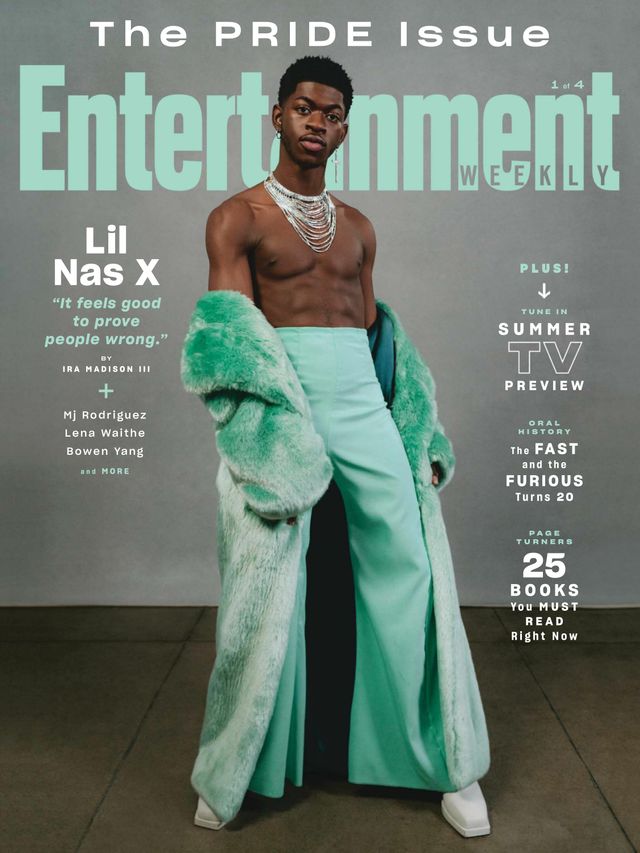 The PRIDE Issue
Entertainment
1 of 4
WEEKLY
Lil
Nas X
“It feels good
to prove
people wrong.”
BY
IRA MADISON III
+
Mj Rodriguez
Lena Waithe
Bowen Yang
and MORE
PLUS!
↓
TUNE IN
SUMMER
TV
PREVIEW
ORAL
HISTORY
The FAST
and the
FURIOUS
Turns 20
PAGE
TURNERS
25
BOOKS
You MUST
READ
Right Now